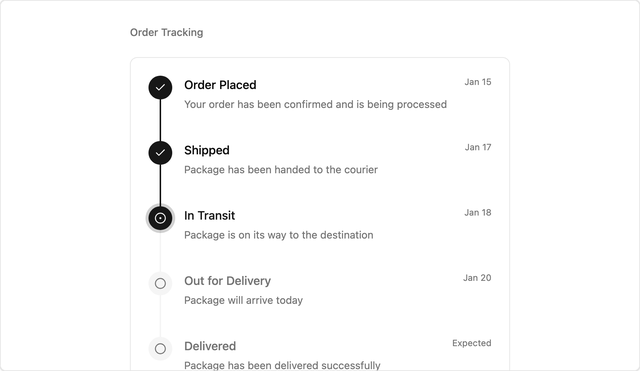 Order Tracking
Order Placed
Jan 15
Your order has been confirmed and is being processed
Shipped
Jan 17
Package has been handed to the courier
In Transit
Jan 18
Package is on its way to the destination
Out for Delivery
Jan 20
Package will arrive today
Delivered
Expected
Package has been delivered successfully